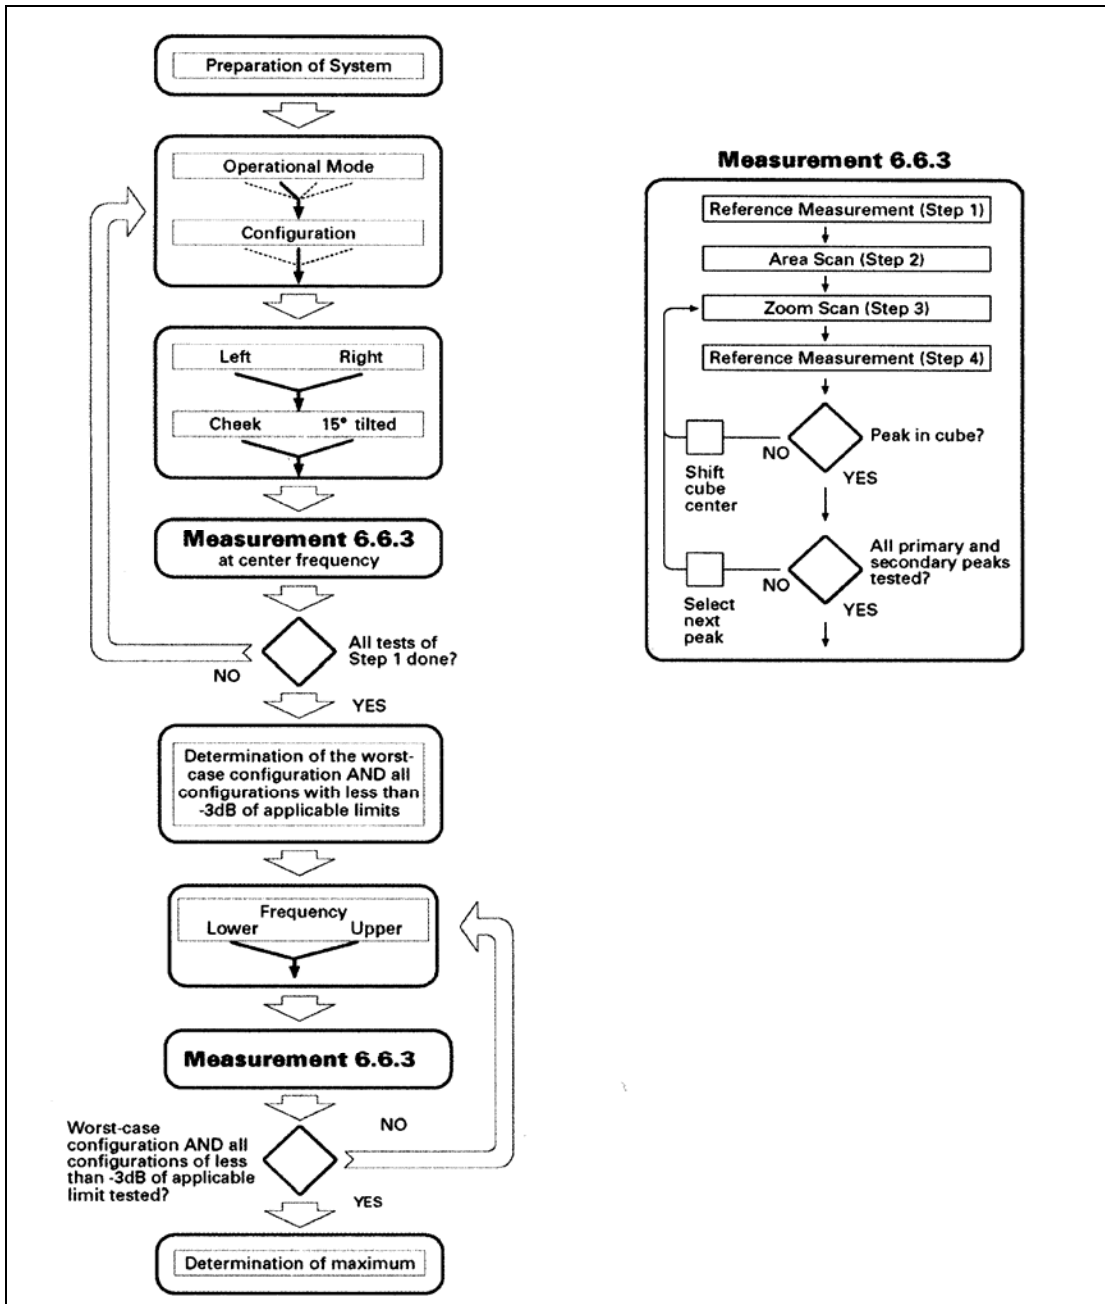 Preparation of System
Operational Mode
Configuration
Left Right
Cheek 15° tilted
Measurement 6.6.3
at center frequency
All tests of
Step 1 done?
NO
YES
Determination of the worst-
case configuration AND all
configurations with less than
-3dB of applicable limits
Frequency
Lower Upper
Measurement 6.6.3
Worst-case
configuration AND all
configurations of less
than -3dB of applicable
limit tested?
NO
YES
Determination of maximum
Measurement 6.6.3
Reference Measurement (Step 1)
Area Scan (Step 2)
Zoom Scan (Step 3)
Reference Measurement (Step 4)
Peak in cube?
NO
YES
Shift
cube
center
All primary and
secondary peaks
tested?
NO
YES
Select
next
peak